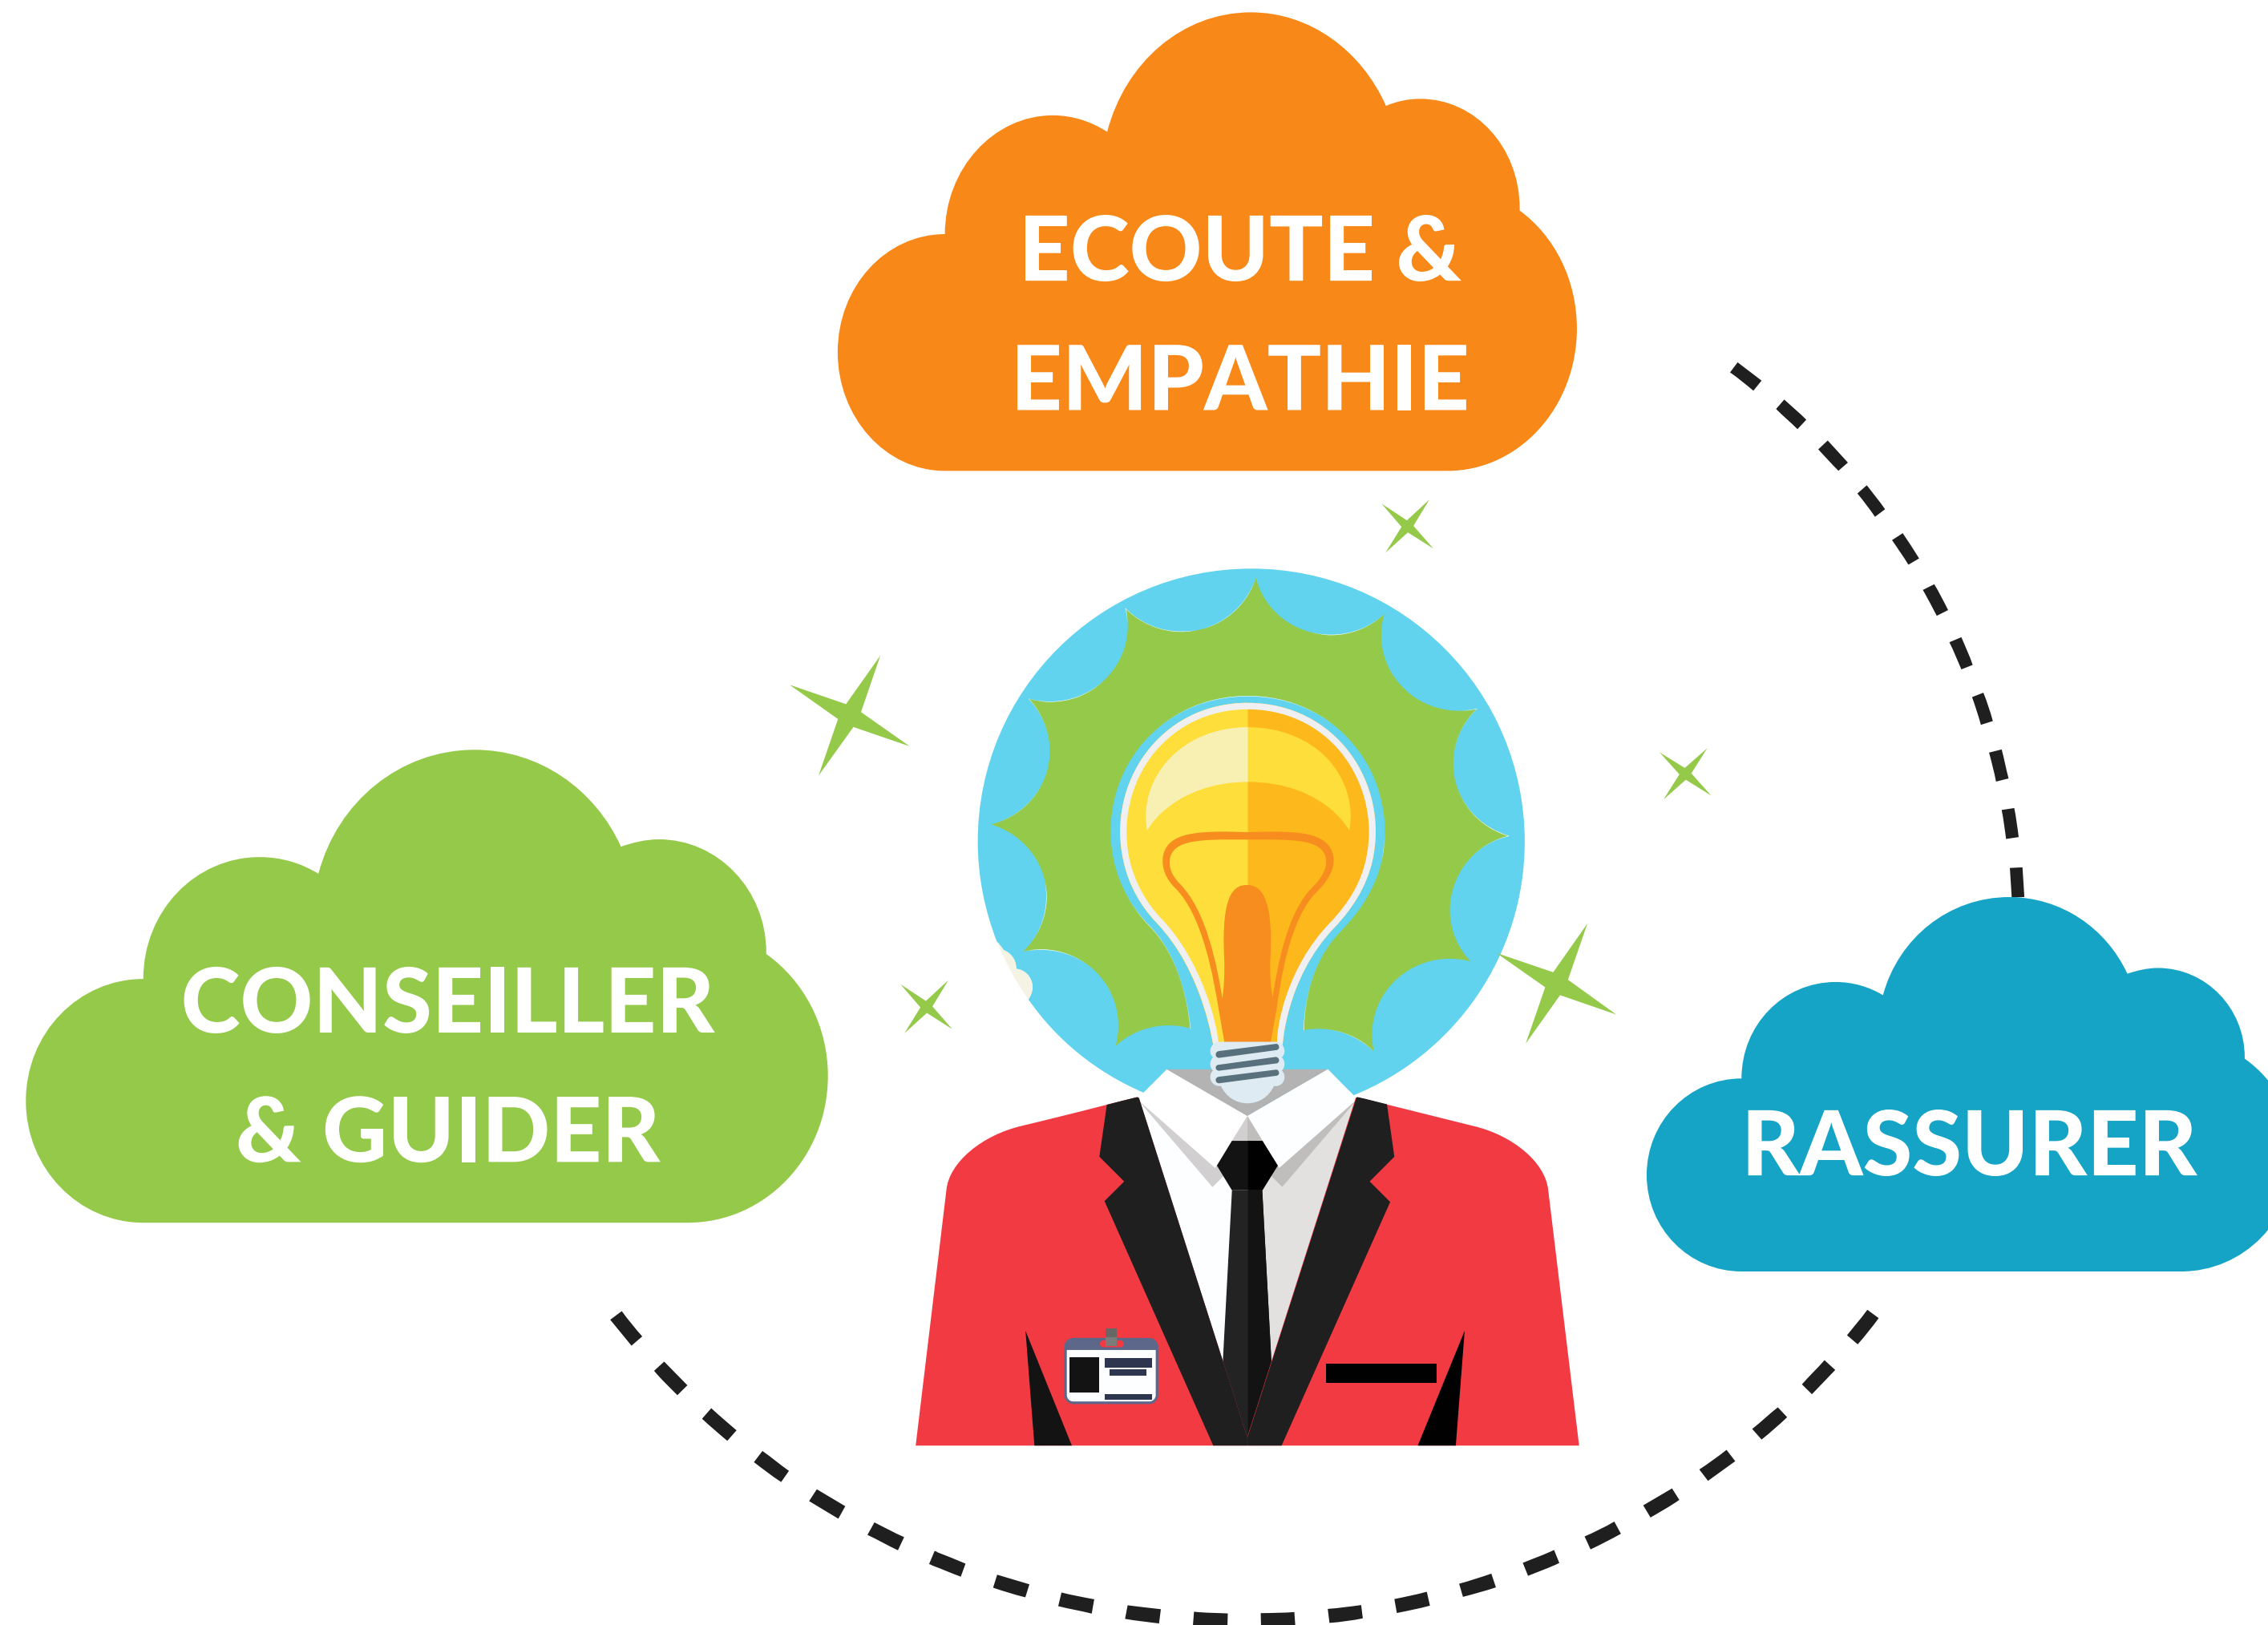 ECOUTE &
EMPATHIE
CONSEILLER
& GUIDER
RASSURER